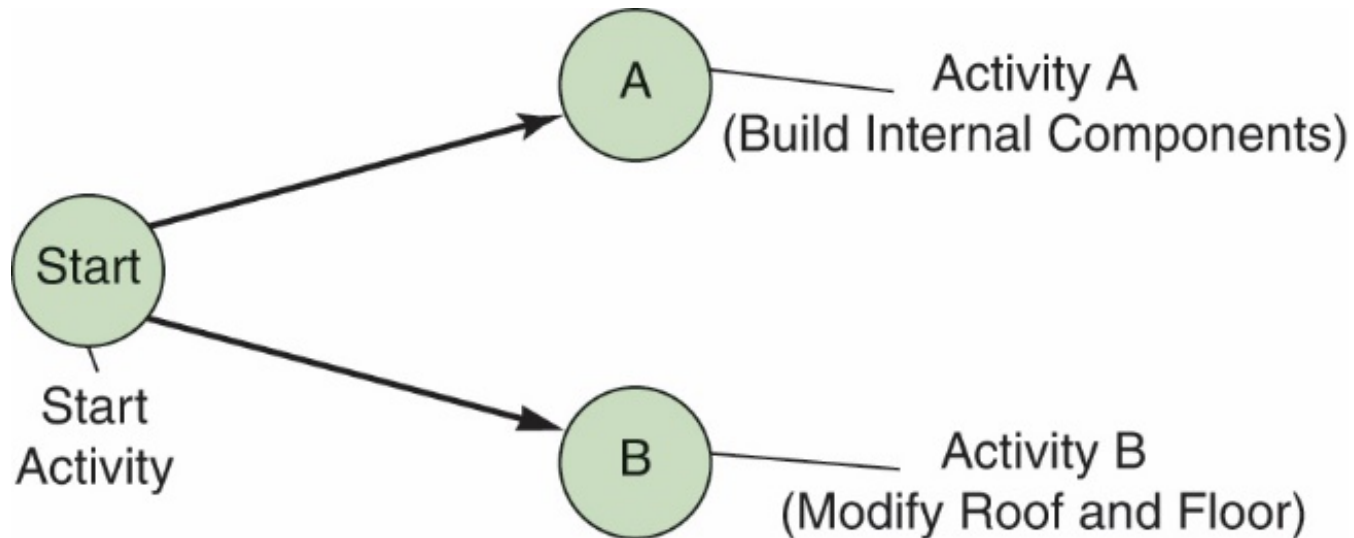 A
Activity A
(Build Internal Components)
Start
Start
Activity
B
Activity B
(Modify Roof and Floor)